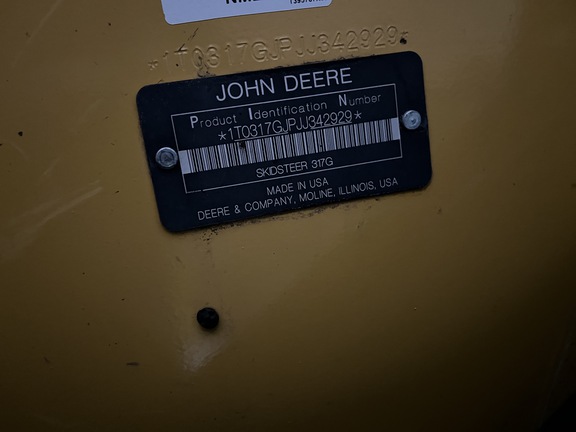 *1T0317GJPJJ342929*
JOHN DEERE
Product Identification Number
*1T0317GJPJJ342929*
SKIDSTEER 317G
MADE IN USA
DEERE & COMPANY, MOLINE, ILLINOIS, USA